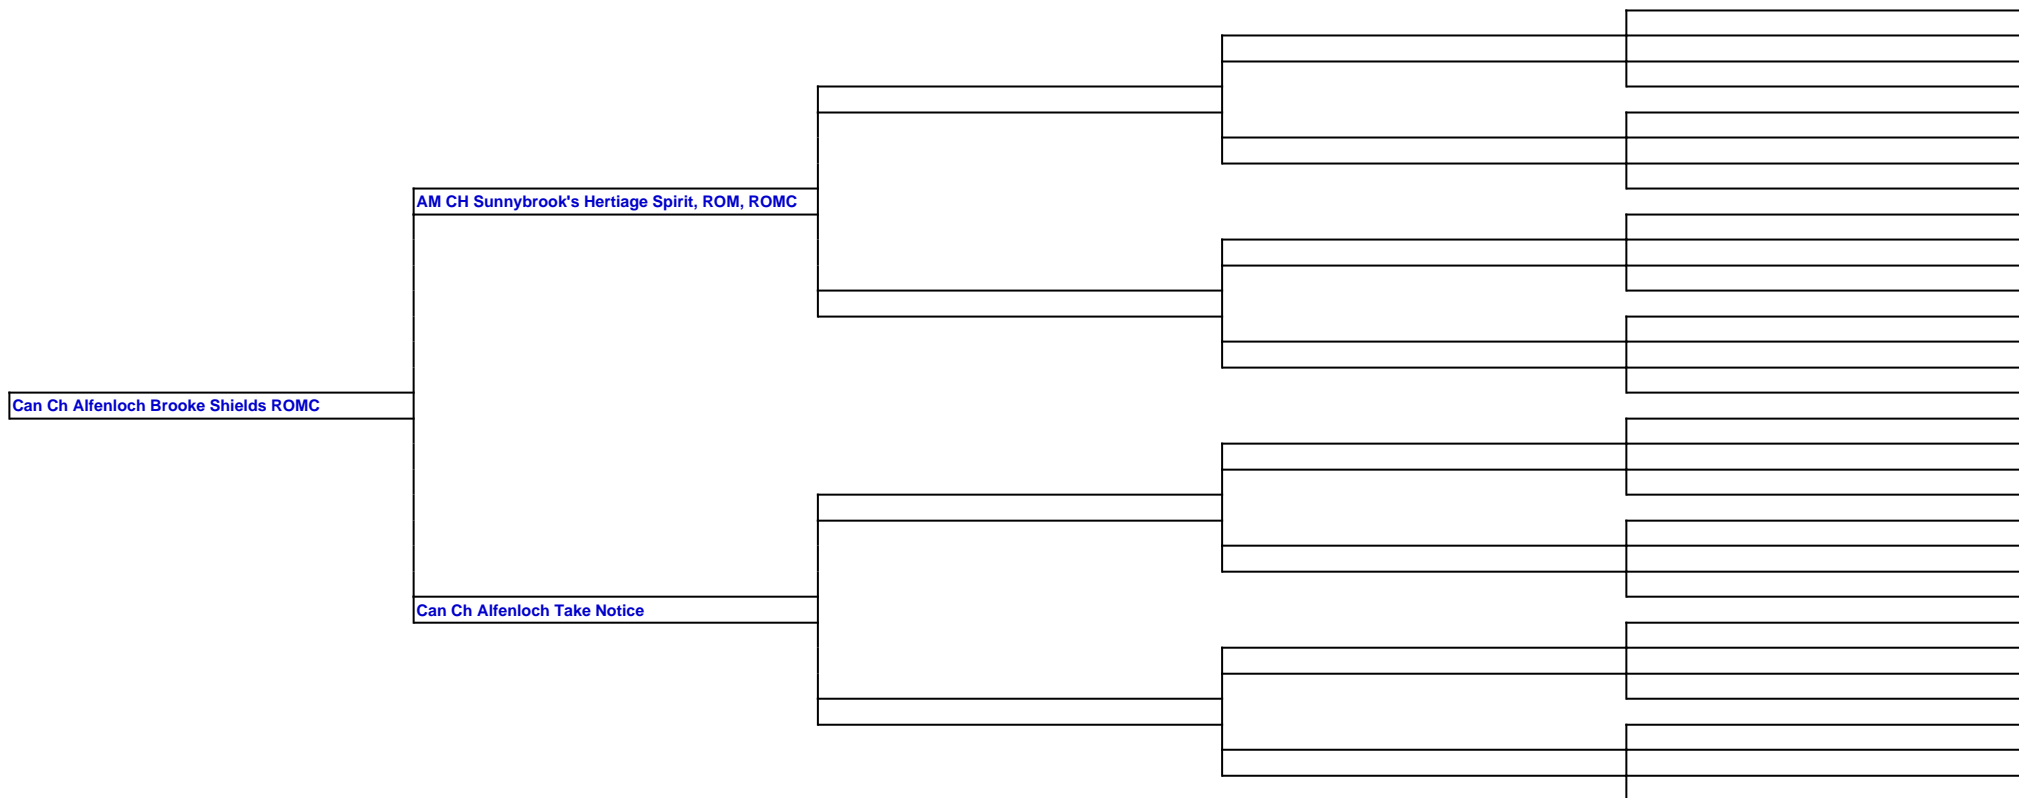 AM CH Sunnybrook's Hertiage Spirit, ROM, ROMC
Can Ch Alfenloch Brooke Shields ROMC
Can Ch Alfenloch Take Notice